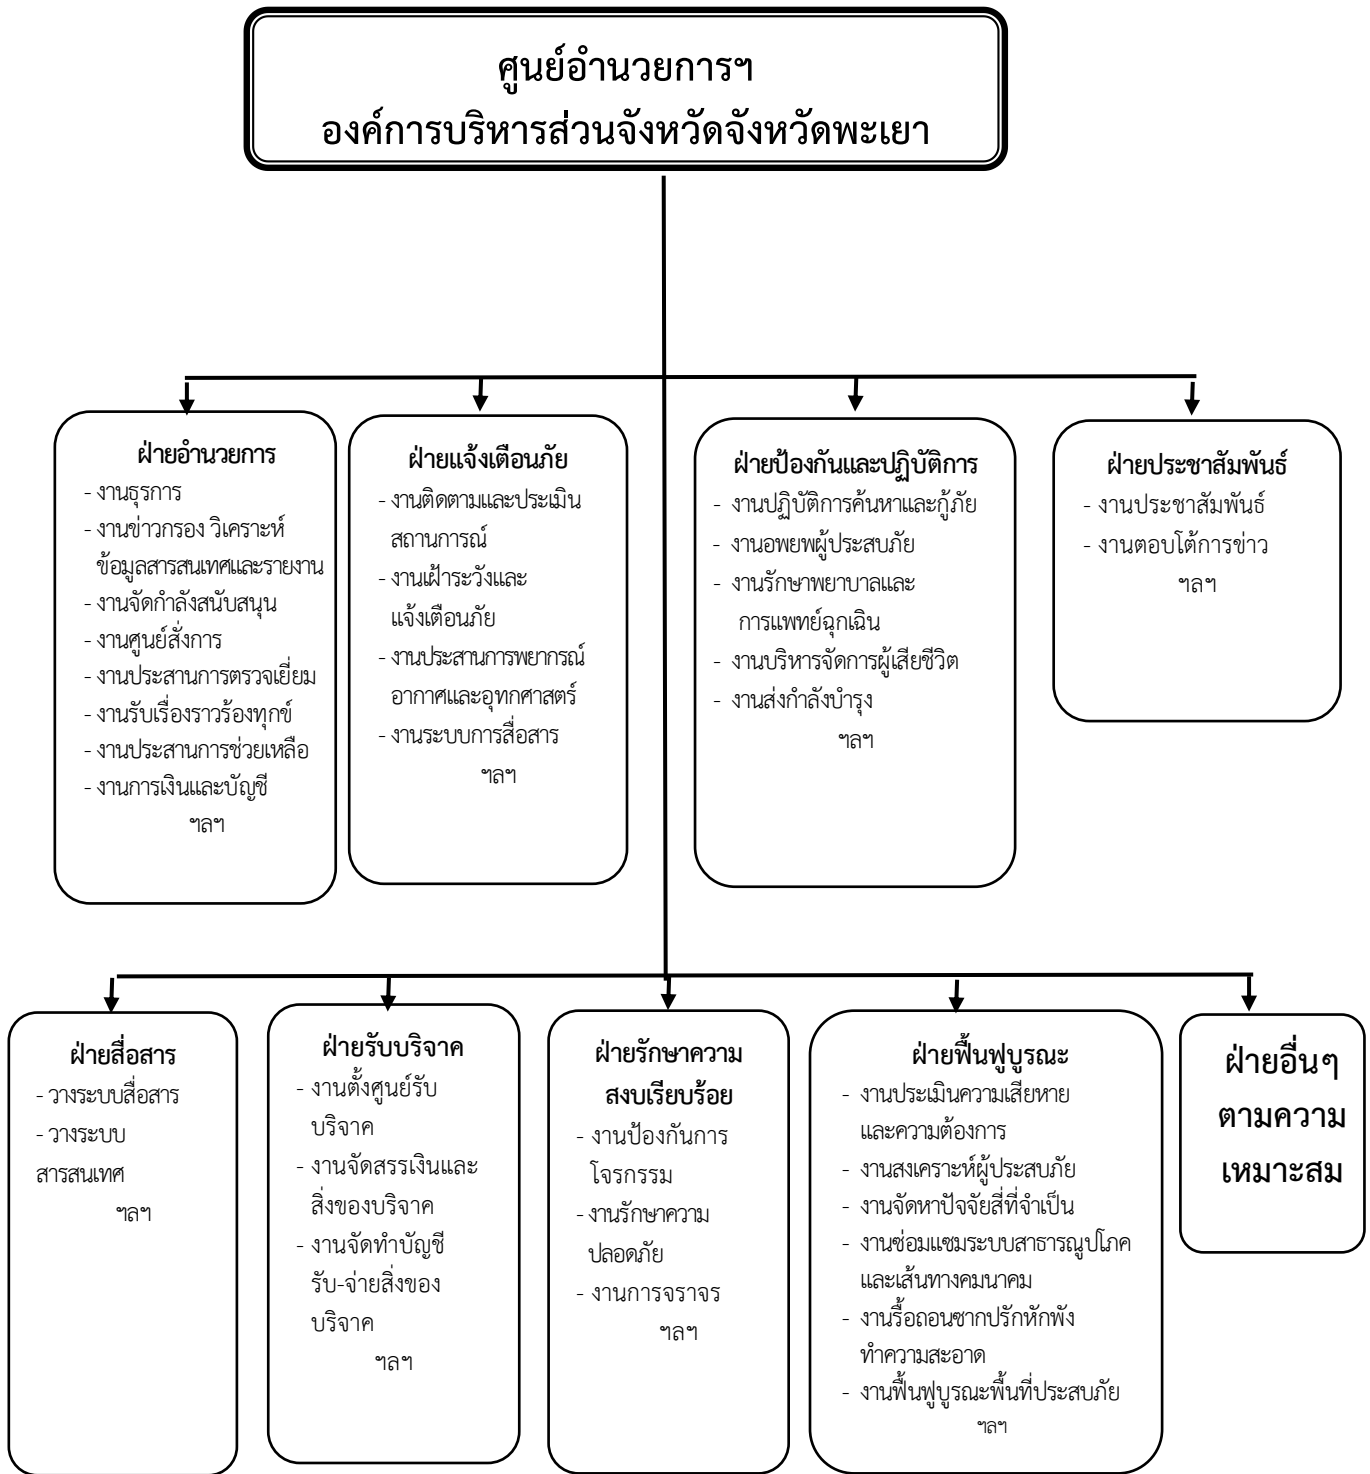 ศูนย์อำนวยการฯ
องค์การบริหารส่วนจังหวัดจังหวัดพะเยา
ฝ่ายอำนวยการ
- งานธุรการ
- งานข่าวกรอง วิเคราะห์
ข้อมูลสารสนเทศและรายงาน
- งานจัดกำลังสนับสนุน
- งานศูนย์สั่งการ
- งานประสานการตรวจเยี่ยม
- งานรับเรื่องราวร้องทุกข์
- งานประสานการช่วยเหลือ
- งานการเงินและบัญชี
ฯลฯ
ฝ่ายแจ้งเตือนภัย
- งานติดตามและประเมิน
สถานการณ์
- งานเฝ้าระวังและ
แจ้งเตือนภัย
- งานประสานการพยากรณ์
อากาศและอุทกศาสตร์
- งานระบบการสื่อสาร
ฯลฯ
ฝ่ายป้องกันและปฏิบัติการ
- งานปฏิบัติการค้นหาและกู้ภัย
- งานอพยพผู้ประสบภัย
- งานรักษาพยาบาลและ
การแพทย์ฉุกเฉิน
- งานบริหารจัดการผู้เสียชีวิต
- งานส่งกำลังบำรุง
ฯลฯ
ฝ่ายประชาสัมพันธ์
- งานประชาสัมพันธ์
- งานตอบโต้การข่าว
ฯลฯ
ฝ่ายสื่อสาร
- วางระบบสื่อสาร
- วางระบบ
สารสนเทศ
ฯลฯ
ฝ่ายรับบริจาค
- งานตั้งศูนย์รับ
บริจาค
- งานจัดสรรเงินและ
สิ่งของบริจาค
- งานจัดทำบัญชี
รับ-จ่ายสิ่งของ
บริจาค
ฯลฯ
ฝ่ายรักษาความ
สงบเรียบร้อย
- งานป้องกันการ
โจรกรรม
- งานรักษาความ
ปลอดภัย
- งานการจราจร
ฯลฯ
ฝ่ายฟื้นฟูบูรณะ
- งานประเมินความเสียหาย
และความต้องการ
- งานสงเคราะห์ผู้ประสบภัย
- งานจัดหาปัจจัยสี่ที่จำเป็น
- งานซ่อมแซมระบบสาธารณูปโภค
และเส้นทางคมนาคม
- งานรื้อถอนซากปรักหักพัง
ทำความสะอาด
- งานฟื้นฟูบูรณะพื้นที่ประสบภัย
ฯลฯ
ฝ่ายอื่นๆ
ตามความ
เหมาะสม